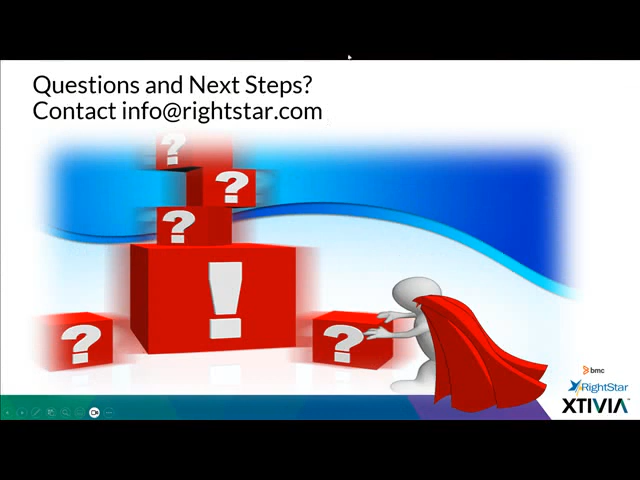 Questions and Next Steps?
Contact info@rightstar.com
?
?
?
!
?
?
bmc
RightStar
XTIVIA